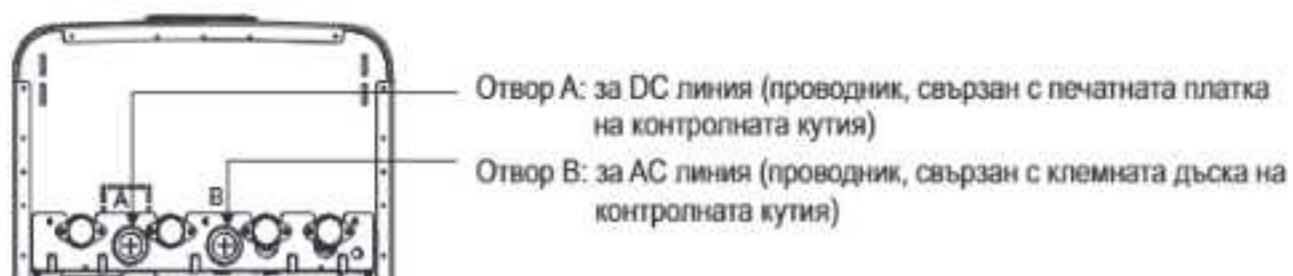 Отвор A: за DC линия (проводник, свързан с печатната платка
на контролната кутия)
Отвор B: за AC линия (проводник, свързан с клемната дъска на
контролната кутия)
A
B